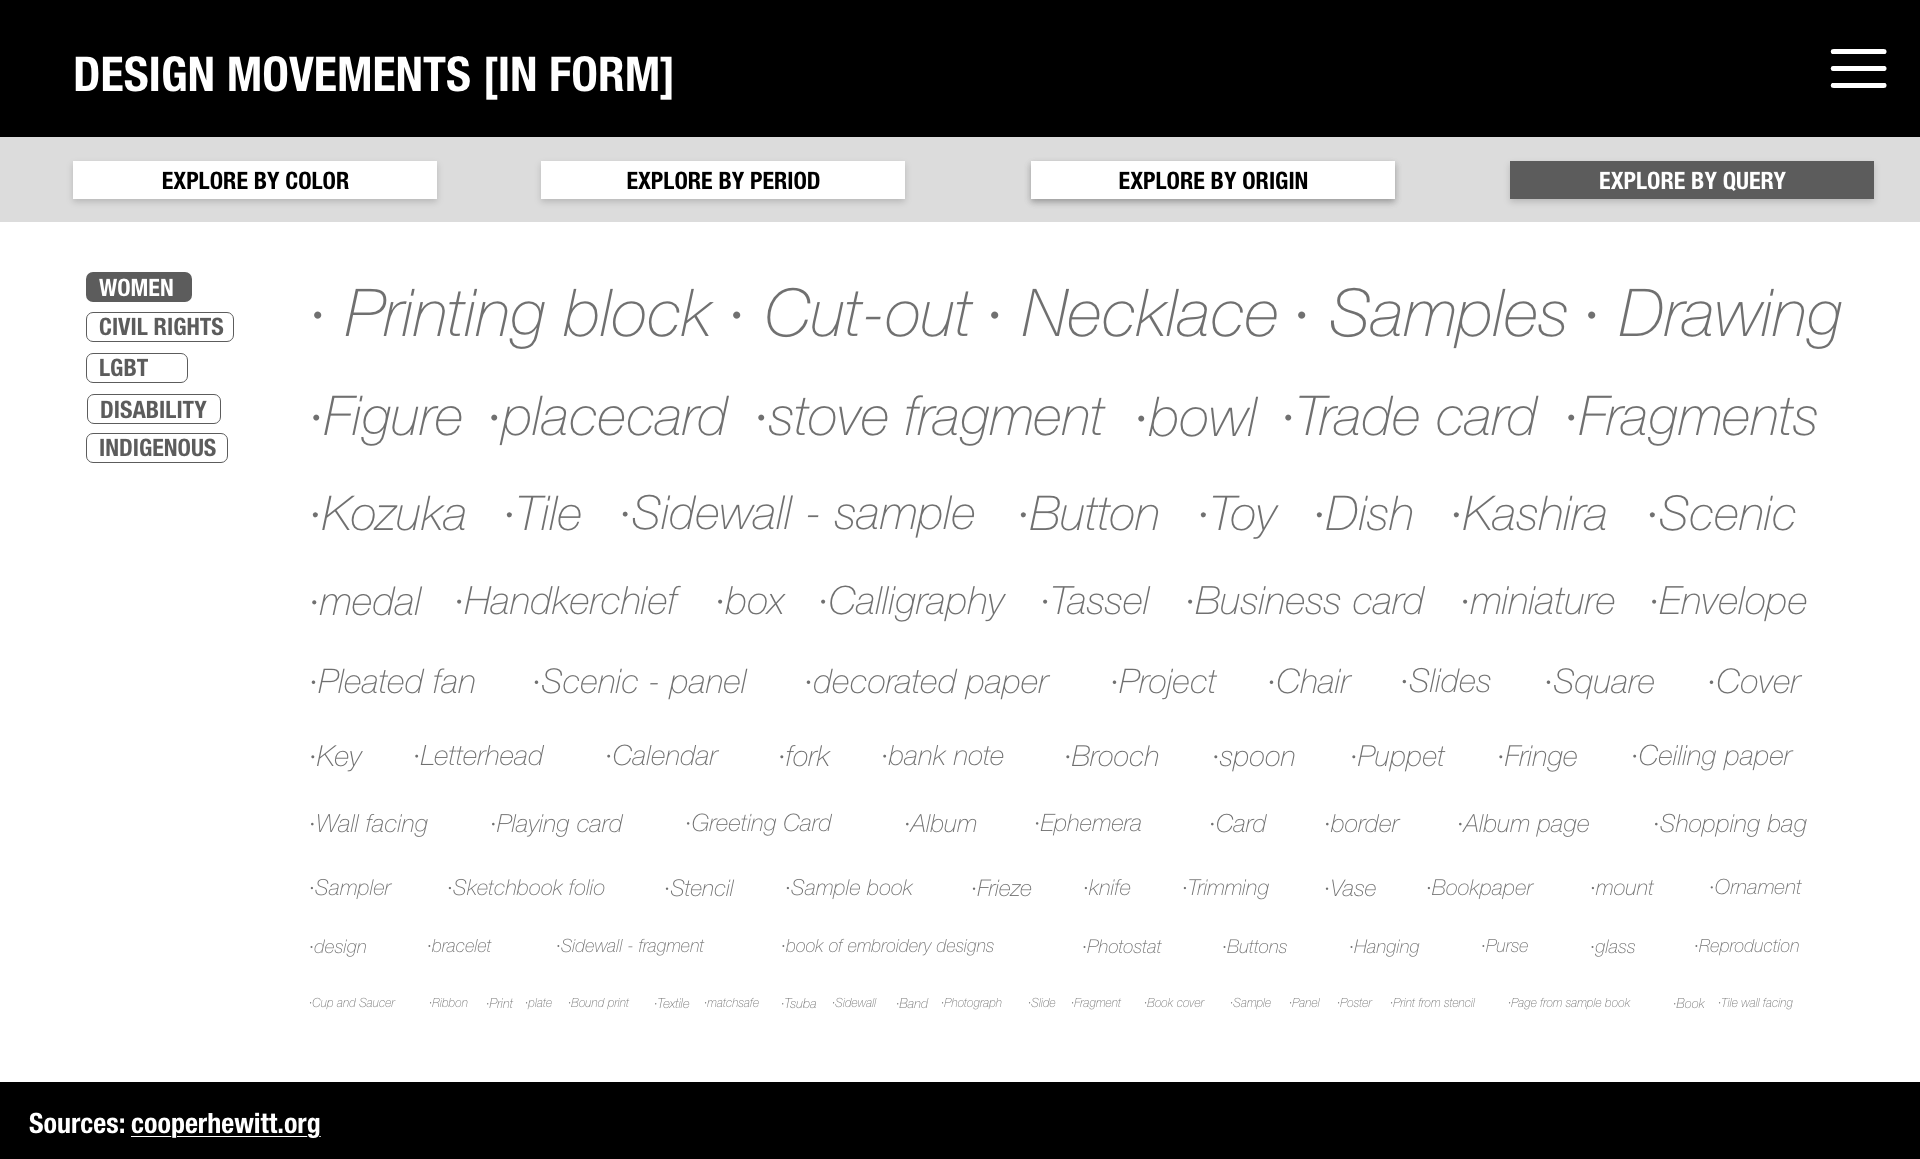 DESIGN MOVEMENTS [IN FORM]
EXPLORE BY COLOR EXPLORE BY PERIOD EXPLORE BY ORIGIN EXPLORE BY QUERY
WOMEN
CIVIL RIGHTS
LGBT
DISABILITY
INDIGENOUS
· Printing block · Cut-out · Necklace · Samples · Drawing
·Figure ·placecard ·stove fragment ·bowl ·Trade card ·Fragments
·Kozuka ·Tile ·Sidewall - sample ·Button ·Toy ·Dish ·Kashira ·Scenic
·medal ·Handkerchief ·box ·Calligraphy ·Tassel ·Business card ·miniature ·Envelope
·Pleated fan ·Scenic - panel ·decorated paper ·Project ·Chair ·Slides ·Square ·Cover
·Key ·Letterhead ·Calendar ·fork ·bank note ·Brooch ·spoon ·Puppet ·Fringe ·Ceiling paper
·Wall facing ·Playing card ·Greeting Card ·Album ·Ephemera ·Card ·border ·Album page ·Shopping bag
·Sampler ·Sketchbook folio ·Stencil ·Sample book ·Frieze ·knife ·Trimming ·Vase ·Bookpaper ·mount ·Ornament
·design ·bracelet ·Sidewall - fragment ·book of embroidery designs ·Photostat ·Buttons ·Hanging ·Purse ·glass ·Reproduction
·Cup and Saucer ·Ribbon ·Print ·plate ·Bound print ·Textile ·matchsafe ·Tsuba ·Sidewall ·Band ·Photograph ·Slide ·Fragment ·Book cover ·Sample ·Panel ·Poster ·Print from stencil ·Page from sample book ·Book ·Tile wall facing
Sources: cooperhewitt.org